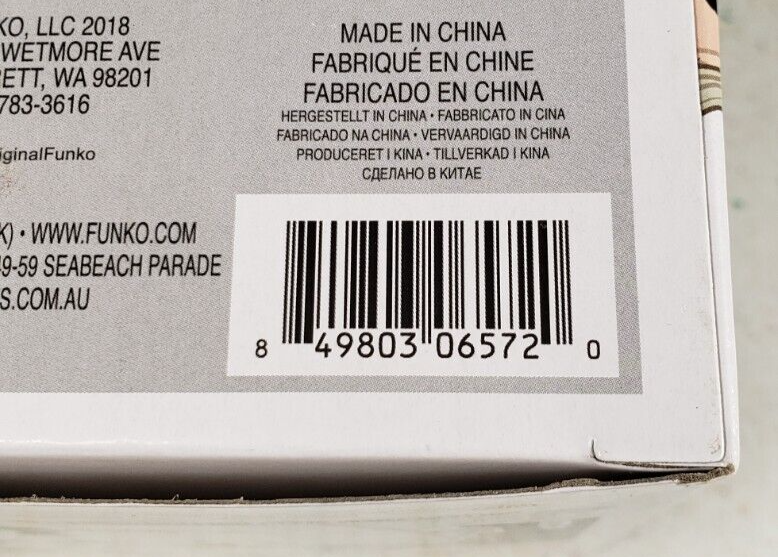 KO, LLC 2018
WETMORE AVE
ETT, WA 98201
783-3616
iginalFunko
K) • WWW.FUNKO.COM
49-59 SEABEACH PARADE
S.COM.AU
MADE IN CHINA
FABRIQUÉ EN CHINE
FABRICADO EN CHINA
HERGESTELLT IN CHINA • FABBRICATO IN CINA
FABRICADO NA CHINA • VERVAARDIGD IN CHINA
PRODUCERET I KINA • TILLVERKAD I KINA
СДЕЛАНО В КИТАЕ
8 49803 06572 0